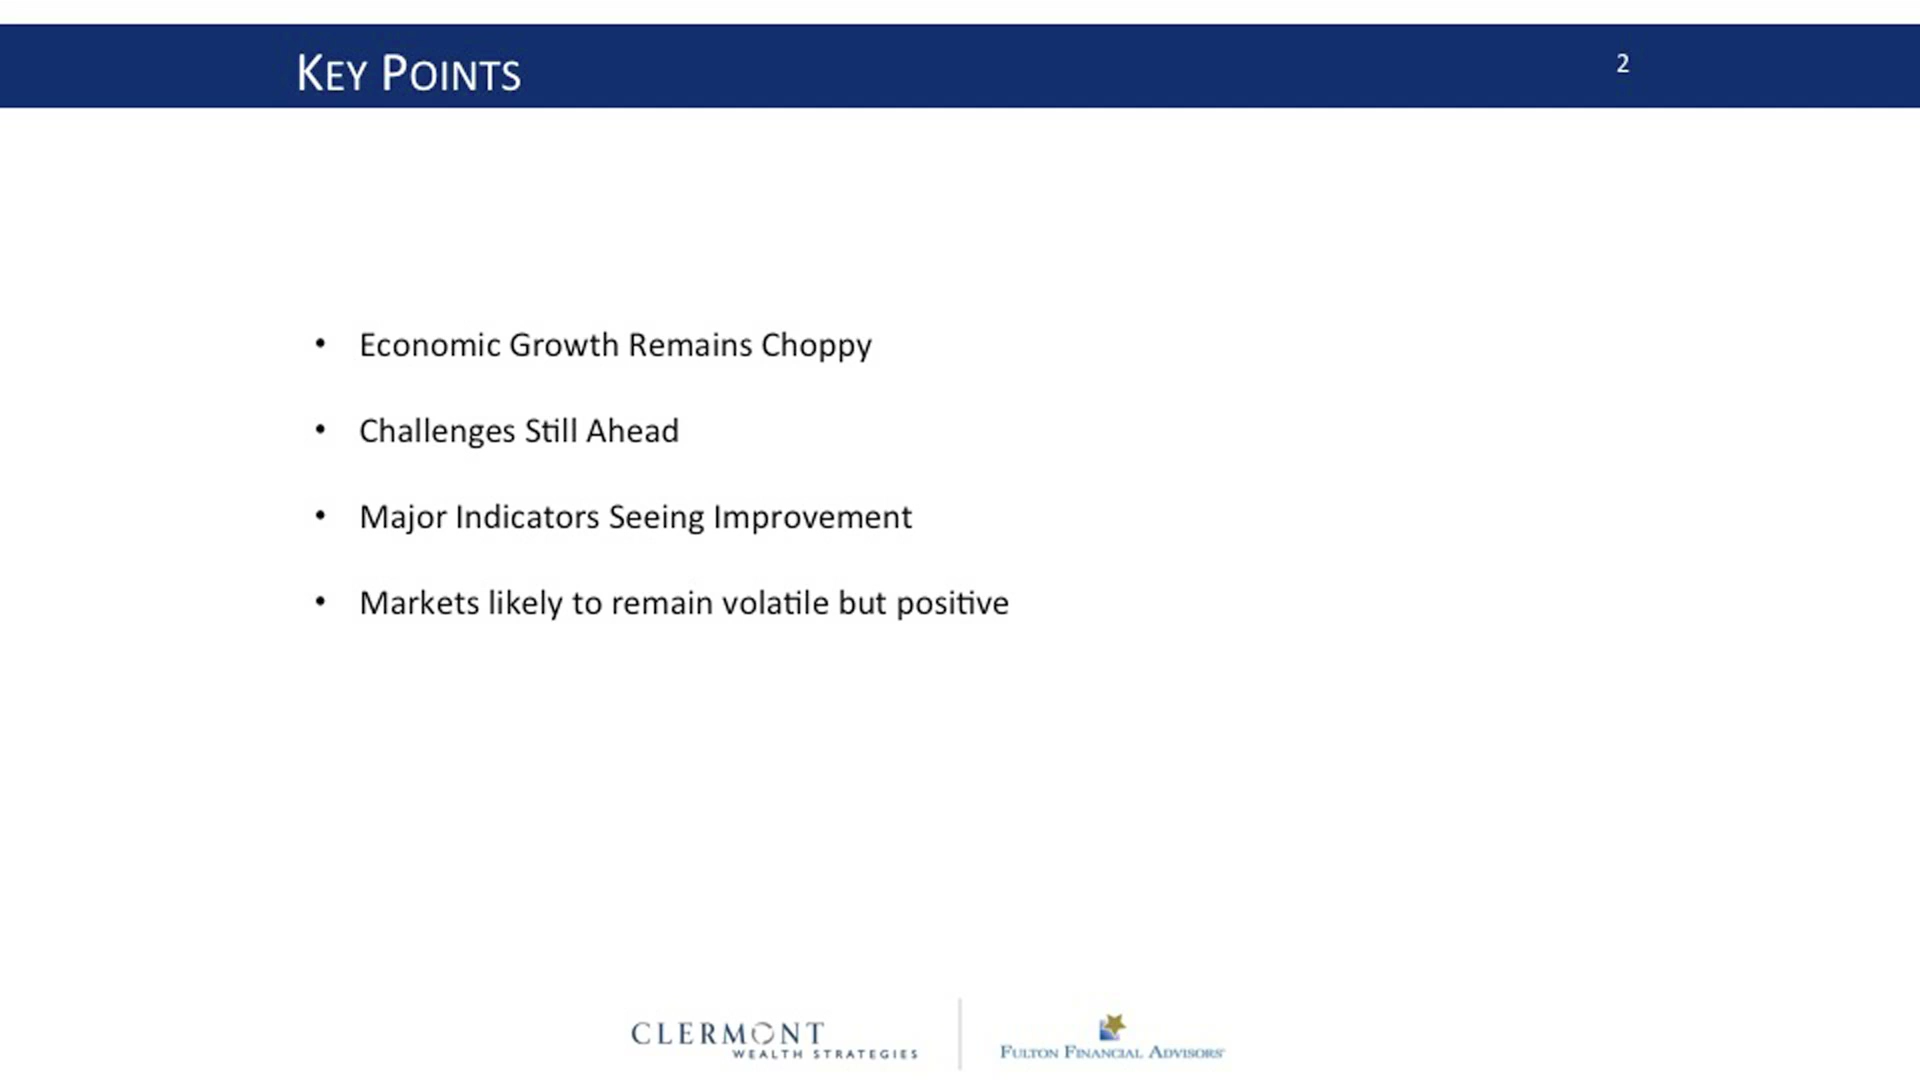 KEY POINTS
2
• Economic Growth Remains Choppy
• Challenges Still Ahead
• Major Indicators Seeing Improvement
• Markets likely to remain volatile but positive
CLERMONT
WEALTH STRATEGIES
FULTON FINANCIAL ADVISORS